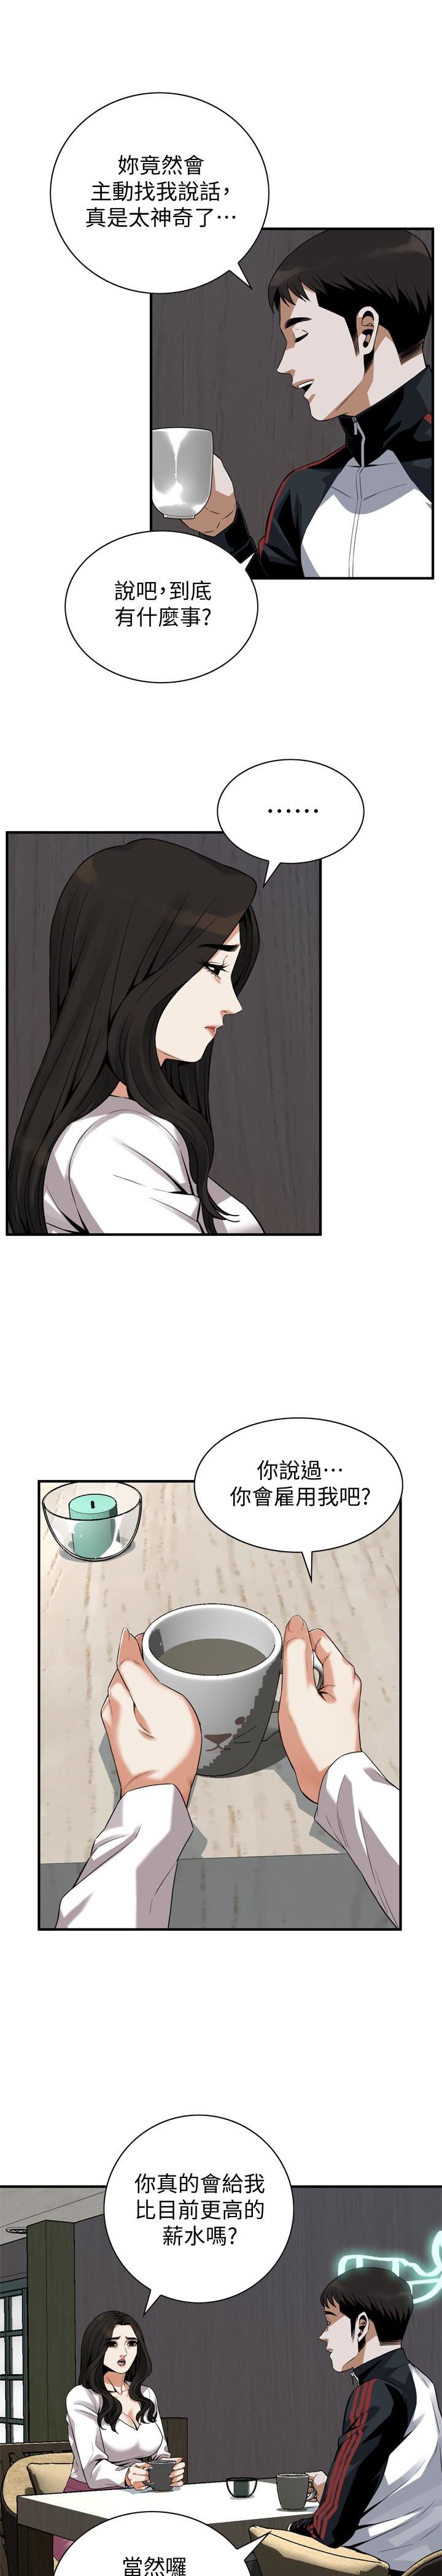 妳竟然會
主動找我說話，
真是太神奇了…
說吧，到底
有什麼事？
……
你說過…
你會雇用我吧？
你真的會給我
比目前更高的
薪水嗎？
當然囉